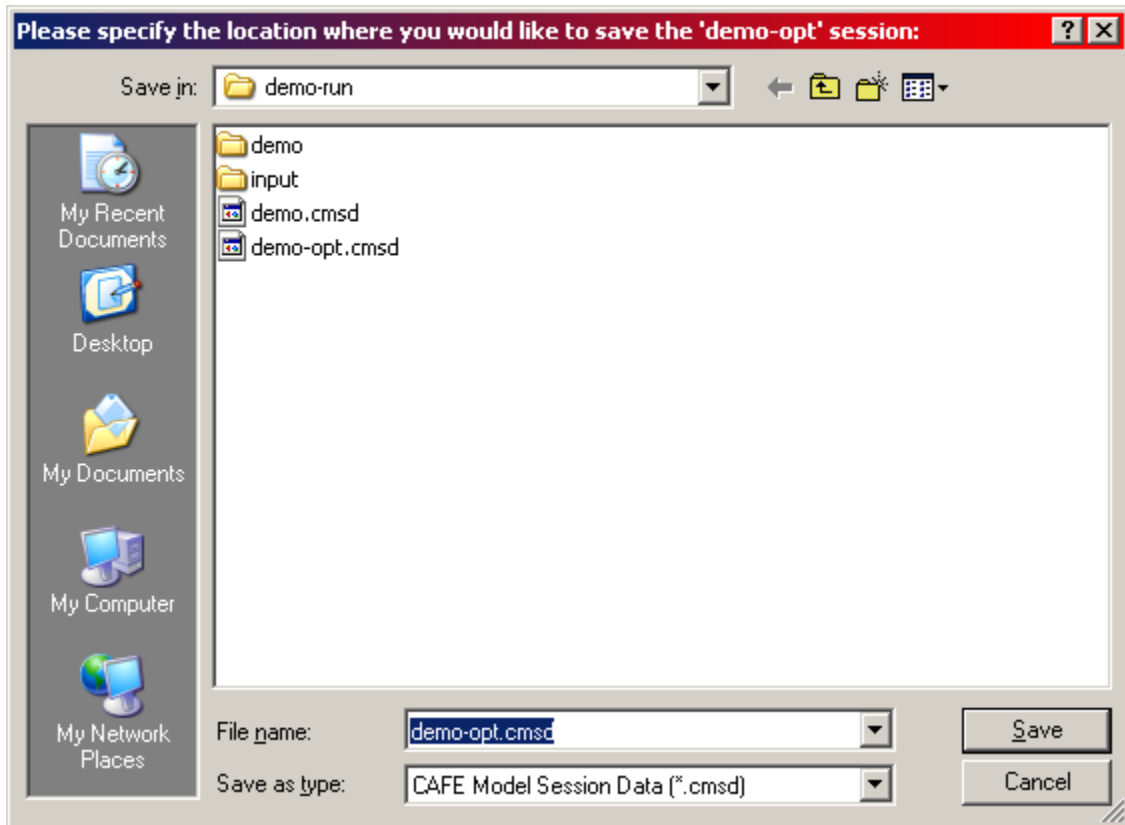 Please specify the location where you would like to save the 'demo-opt' session:
Save in:
demo-run
demo
input
demo.cmsd
demo-opt.cmsd
My Recent
Documents
Desktop
My Documents
My Computer
My Network
Places
File name:
demo-opt.cmsd
Save
Save as type:
CAFE Model Session Data (*.cmsd)
Cancel